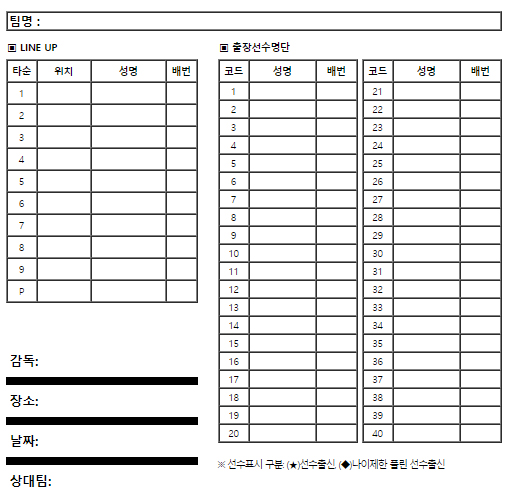 팀명 :
▣ LINE UP
타순 위치 성명 배번
1
2
3
4
5
6
7
8
9
P
감독:
장소:
날짜:
상대팀:
▣ 출장선수명단
코드 성명 배번 코드 성명 배번
1 21
2 22
3 23
4 24
5 25
6 26
7 27
8 28
9 29
10 30
11 31
12 32
13 33
14 34
15 35
16 36
17 37
18 38
19 39
20 40
※ 선수표시 구분: (★)선수출신, (◆)나이제한 풀린 선수출신